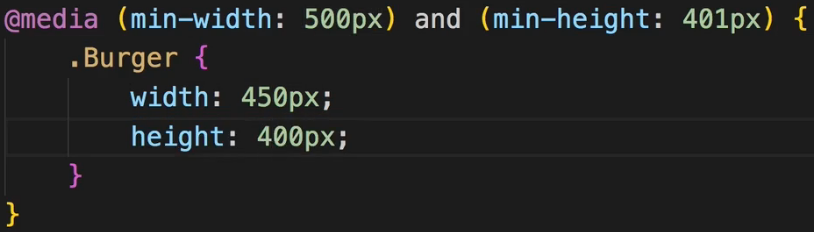 @media (min-width: 500px) and (min-height: 401px) {
    .Burger {
        width: 450px;
        height: 400px;
    }
}